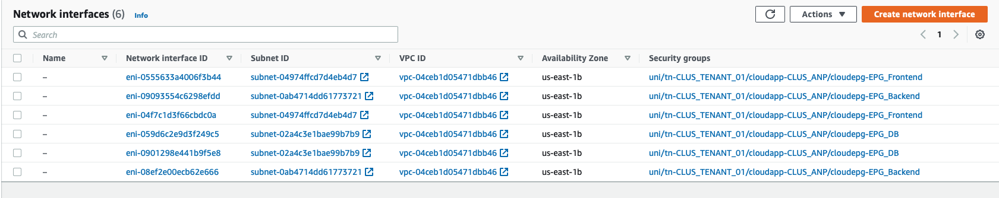 Network interfaces (6) Info
Actions
Create network interface
Search
1
Name Network interface ID Subnet ID VPC ID Availability Zone Security groups
– eni-0555633a4006f3b44 subnet-04974ffcd7d4eb4d7 vpc-04ceb1d05471dbb46 us-east-1b uni/tn-CLUS_TENANT_01/cloudapp-CLUS_ANP/cloudepg-EPG_Frontend
– eni-09093554c6298efdd subnet-0ab4714dd61773721 vpc-04ceb1d05471dbb46 us-east-1b uni/tn-CLUS_TENANT_01/cloudapp-CLUS_ANP/cloudepg-EPG_Backend
– eni-04f7c1d3f66cbdc0a subnet-04974ffcd7d4eb4d7 vpc-04ceb1d05471dbb46 us-east-1b uni/tn-CLUS_TENANT_01/cloudapp-CLUS_ANP/cloudepg-EPG_Frontend
– eni-059d6c2e9d3f249c5 subnet-02a4c3e1bae99b7b9 vpc-04ceb1d05471dbb46 us-east-1b uni/tn-CLUS_TENANT_01/cloudapp-CLUS_ANP/cloudepg-EPG_DB
– eni-0901298e441b9f5e8 subnet-02a4c3e1bae99b7b9 vpc-04ceb1d05471dbb46 us-east-1b uni/tn-CLUS_TENANT_01/cloudapp-CLUS_ANP/cloudepg-EPG_DB
– eni-08ef2e00ecb62e666 subnet-0ab4714dd61773721 vpc-04ceb1d05471dbb46 us-east-1b uni/tn-CLUS_TENANT_01/cloudapp-CLUS_ANP/cloudepg-EPG_Backend